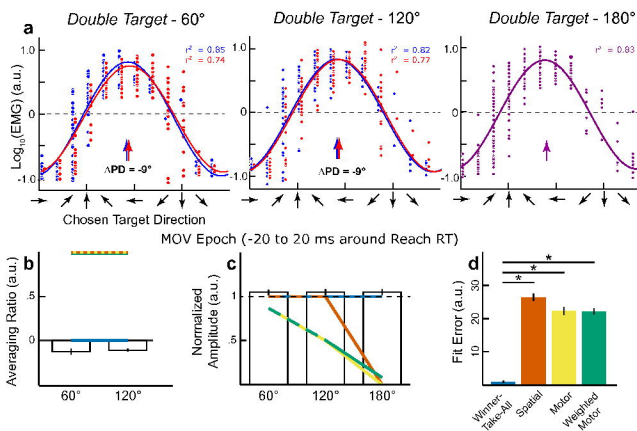 Double Target - 60°
Double Target - 120°
Double Target - 180°
a
Log10(EMG) (a.u.)
1.0
0
-1.0
r² = 0.85
r² = 0.74
ΔPD = -9°
1.0
0
-1.0
r² = 0.82
r² = 0.77
ΔPD = -9°
1.0
0
-1.0
r² = 0.83
Chosen Target Direction
MOV Epoch (-20 to 20 ms around Reach RT)
b
Averaging Ratio (a.u.)
.5
0
60°
120°
c
Normalized
Amplitude (a.u.)
1
.5
60°
120°
180°
d
Fit Error (a.u.)
20
0
*
*
*
Winner-
Take-All
Spatial
Motor
Weighted
Motor